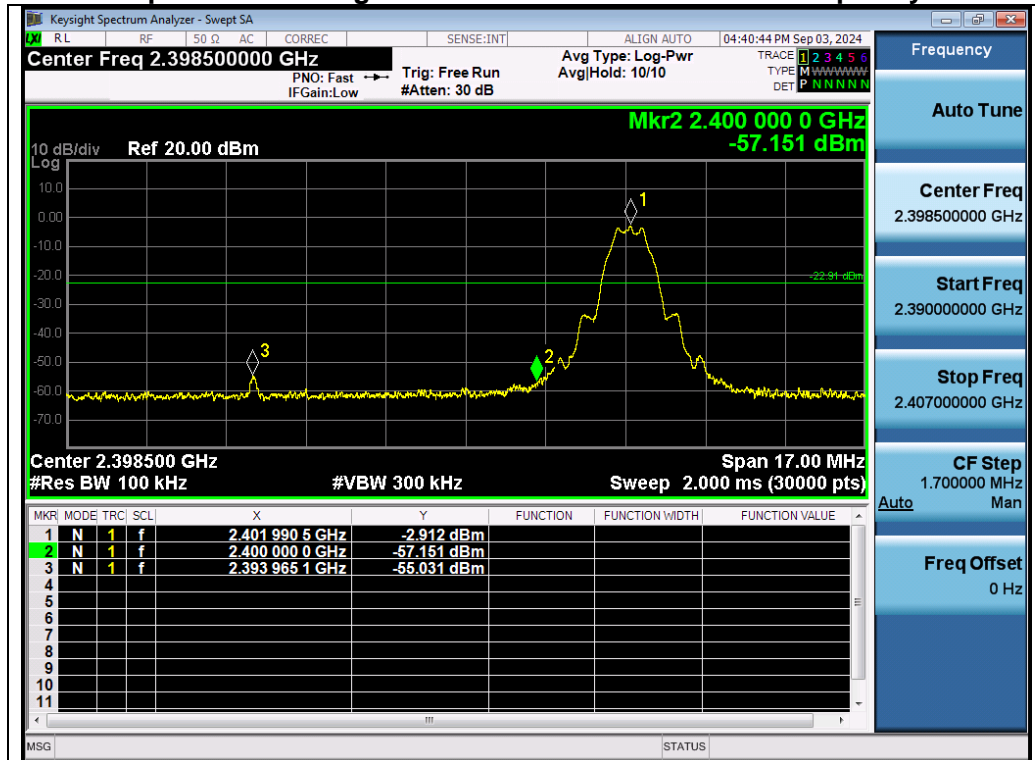 Keysight Spectrum Analyzer - Swept SA
LXI RL RF 50 Ω AC CORREC SENSE:INT ALIGN AUTO 04:40:44 PM Sep 03, 2024
Center Freq 2.398500000 GHz
PNO: Fast
IFGain:Low
Trig: Free Run
#Atten: 30 dB
Avg Type: Log-Pwr
Avg|Hold: 10/10
TRACE 1 2 3 4 5 6
TYPE M WWWWW
DET P N N N N N
Mkr2 2.400 000 0 GHz
-57.151 dBm
10 dB/div Ref 20.00 dBm
Log
10.0
0.00
-10.0
-20.0
-30.0
-40.0
-50.0
-60.0
-70.0
1
-22.91 dBm
2
3
Center 2.398500 GHz Span 17.00 MHz
#Res BW 100 kHz #VBW 300 kHz Sweep 2.000 ms (30000 pts)
MKR MODE TRC SCL X Y FUNCTION FUNCTION WIDTH FUNCTION VALUE
1 N 1 f 2.401 990 5 GHz -2.912 dBm
2 N 1 f 2.400 000 0 GHz -57.151 dBm
3 N 1 f 2.393 965 1 GHz -55.031 dBm
4
5
6
7
8
9
10
11
MSG STATUS
Frequency
Auto Tune
Center Freq
2.398500000 GHz
Start Freq
2.390000000 GHz
Stop Freq
2.407000000 GHz
CF Step
1.700000 MHz
Auto Man
Freq Offset
0 Hz